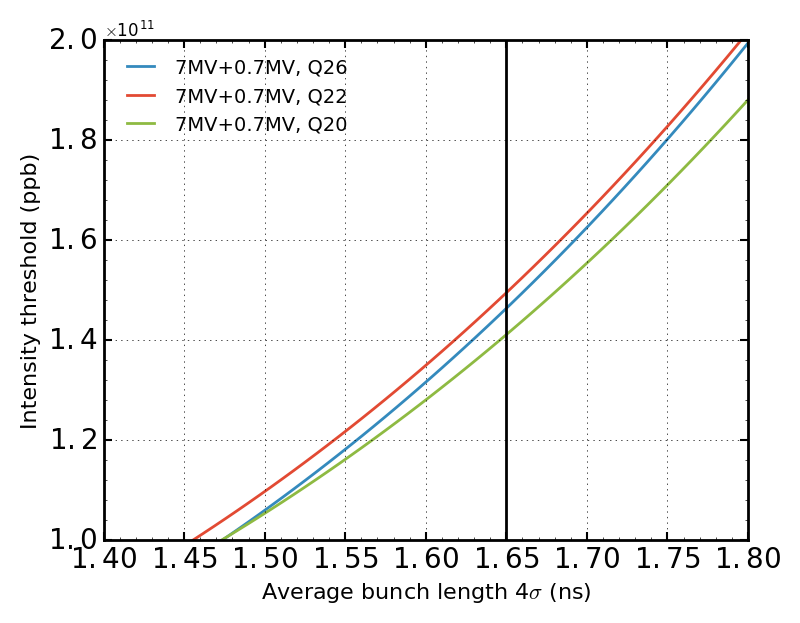 ×10¹¹
2.0
1.8
1.6
1.4
1.2
1.0
Intensity threshold (ppb)
7MV+0.7MV, Q26
7MV+0.7MV, Q22
7MV+0.7MV, Q20
1.40 1.45 1.50 1.55 1.60 1.65 1.70 1.75 1.80
Average bunch length 4σ (ns)